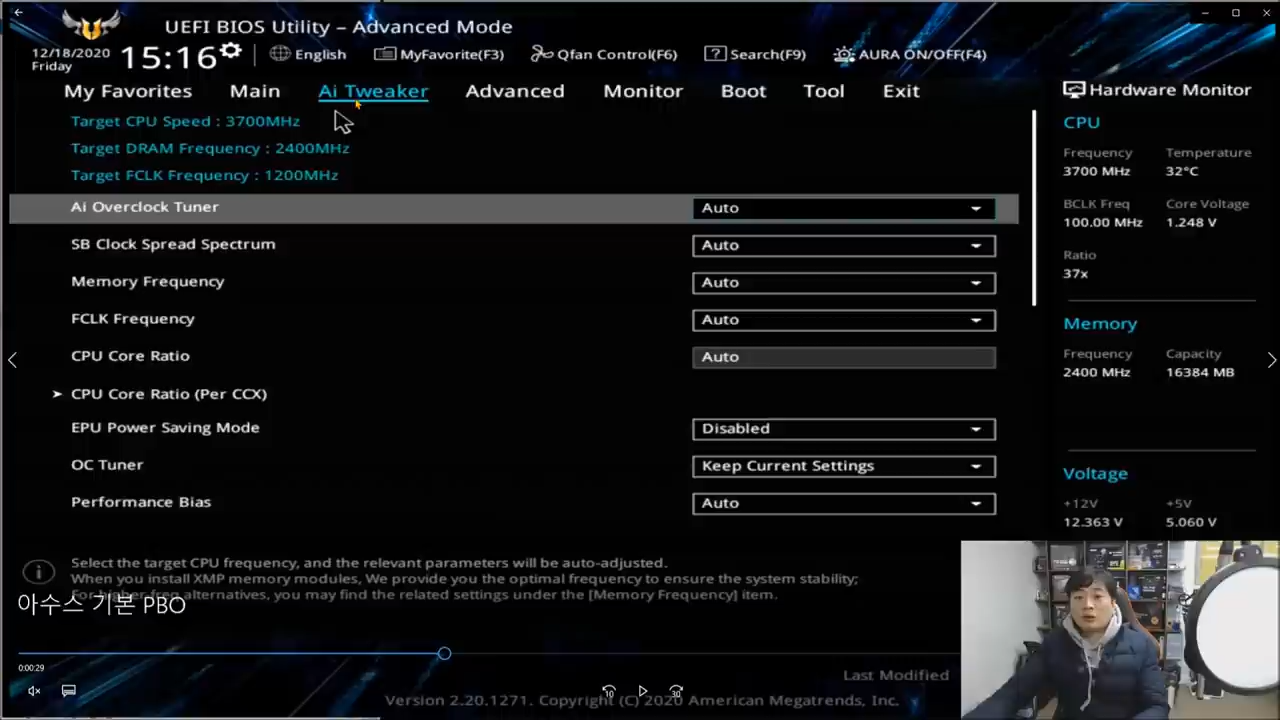 UEFI BIOS Utility – Advanced Mode
12/18/2020
Friday
15:16
English
MyFavorite(F3)
Qfan Control(F6)
Search(F9)
AURA ON/OFF(F4)
My Favorites
Main
Ai Tweaker
Advanced
Monitor
Boot
Tool
Exit
Target CPU Speed : 3700MHz
Target DRAM Frequency : 2400MHz
Target FCLK Frequency : 1200MHz
Ai Overclock Tuner Auto
SB Clock Spread Spectrum Auto
Memory Frequency Auto
FCLK Frequency Auto
CPU Core Ratio Auto
CPU Core Ratio (Per CCX)
EPU Power Saving Mode Disabled
OC Tuner Keep Current Settings
Performance Bias Auto
Select the target CPU frequency, and the relevant parameters will be auto-adjusted.
When you install XMP memory modules, We provide you the optimal frequency to ensure the system stability;
For higher-freq alternatives, you may find the related settings under the [Memory Frequency] item.
아수스 기본 PBO
0:00:29
10
30
Last Modified
Version 2.20.1271. Copyright (C) 2020 American Megatrends, Inc.
Hardware Monitor
CPU
Frequency Temperature
3700 MHz 32°C
BCLK Freq Core Voltage
100.00 MHz 1.248 V
Ratio
37x
Memory
Frequency Capacity
2400 MHz 16384 MB
Voltage
+12V +5V
12.363 V 5.060 V